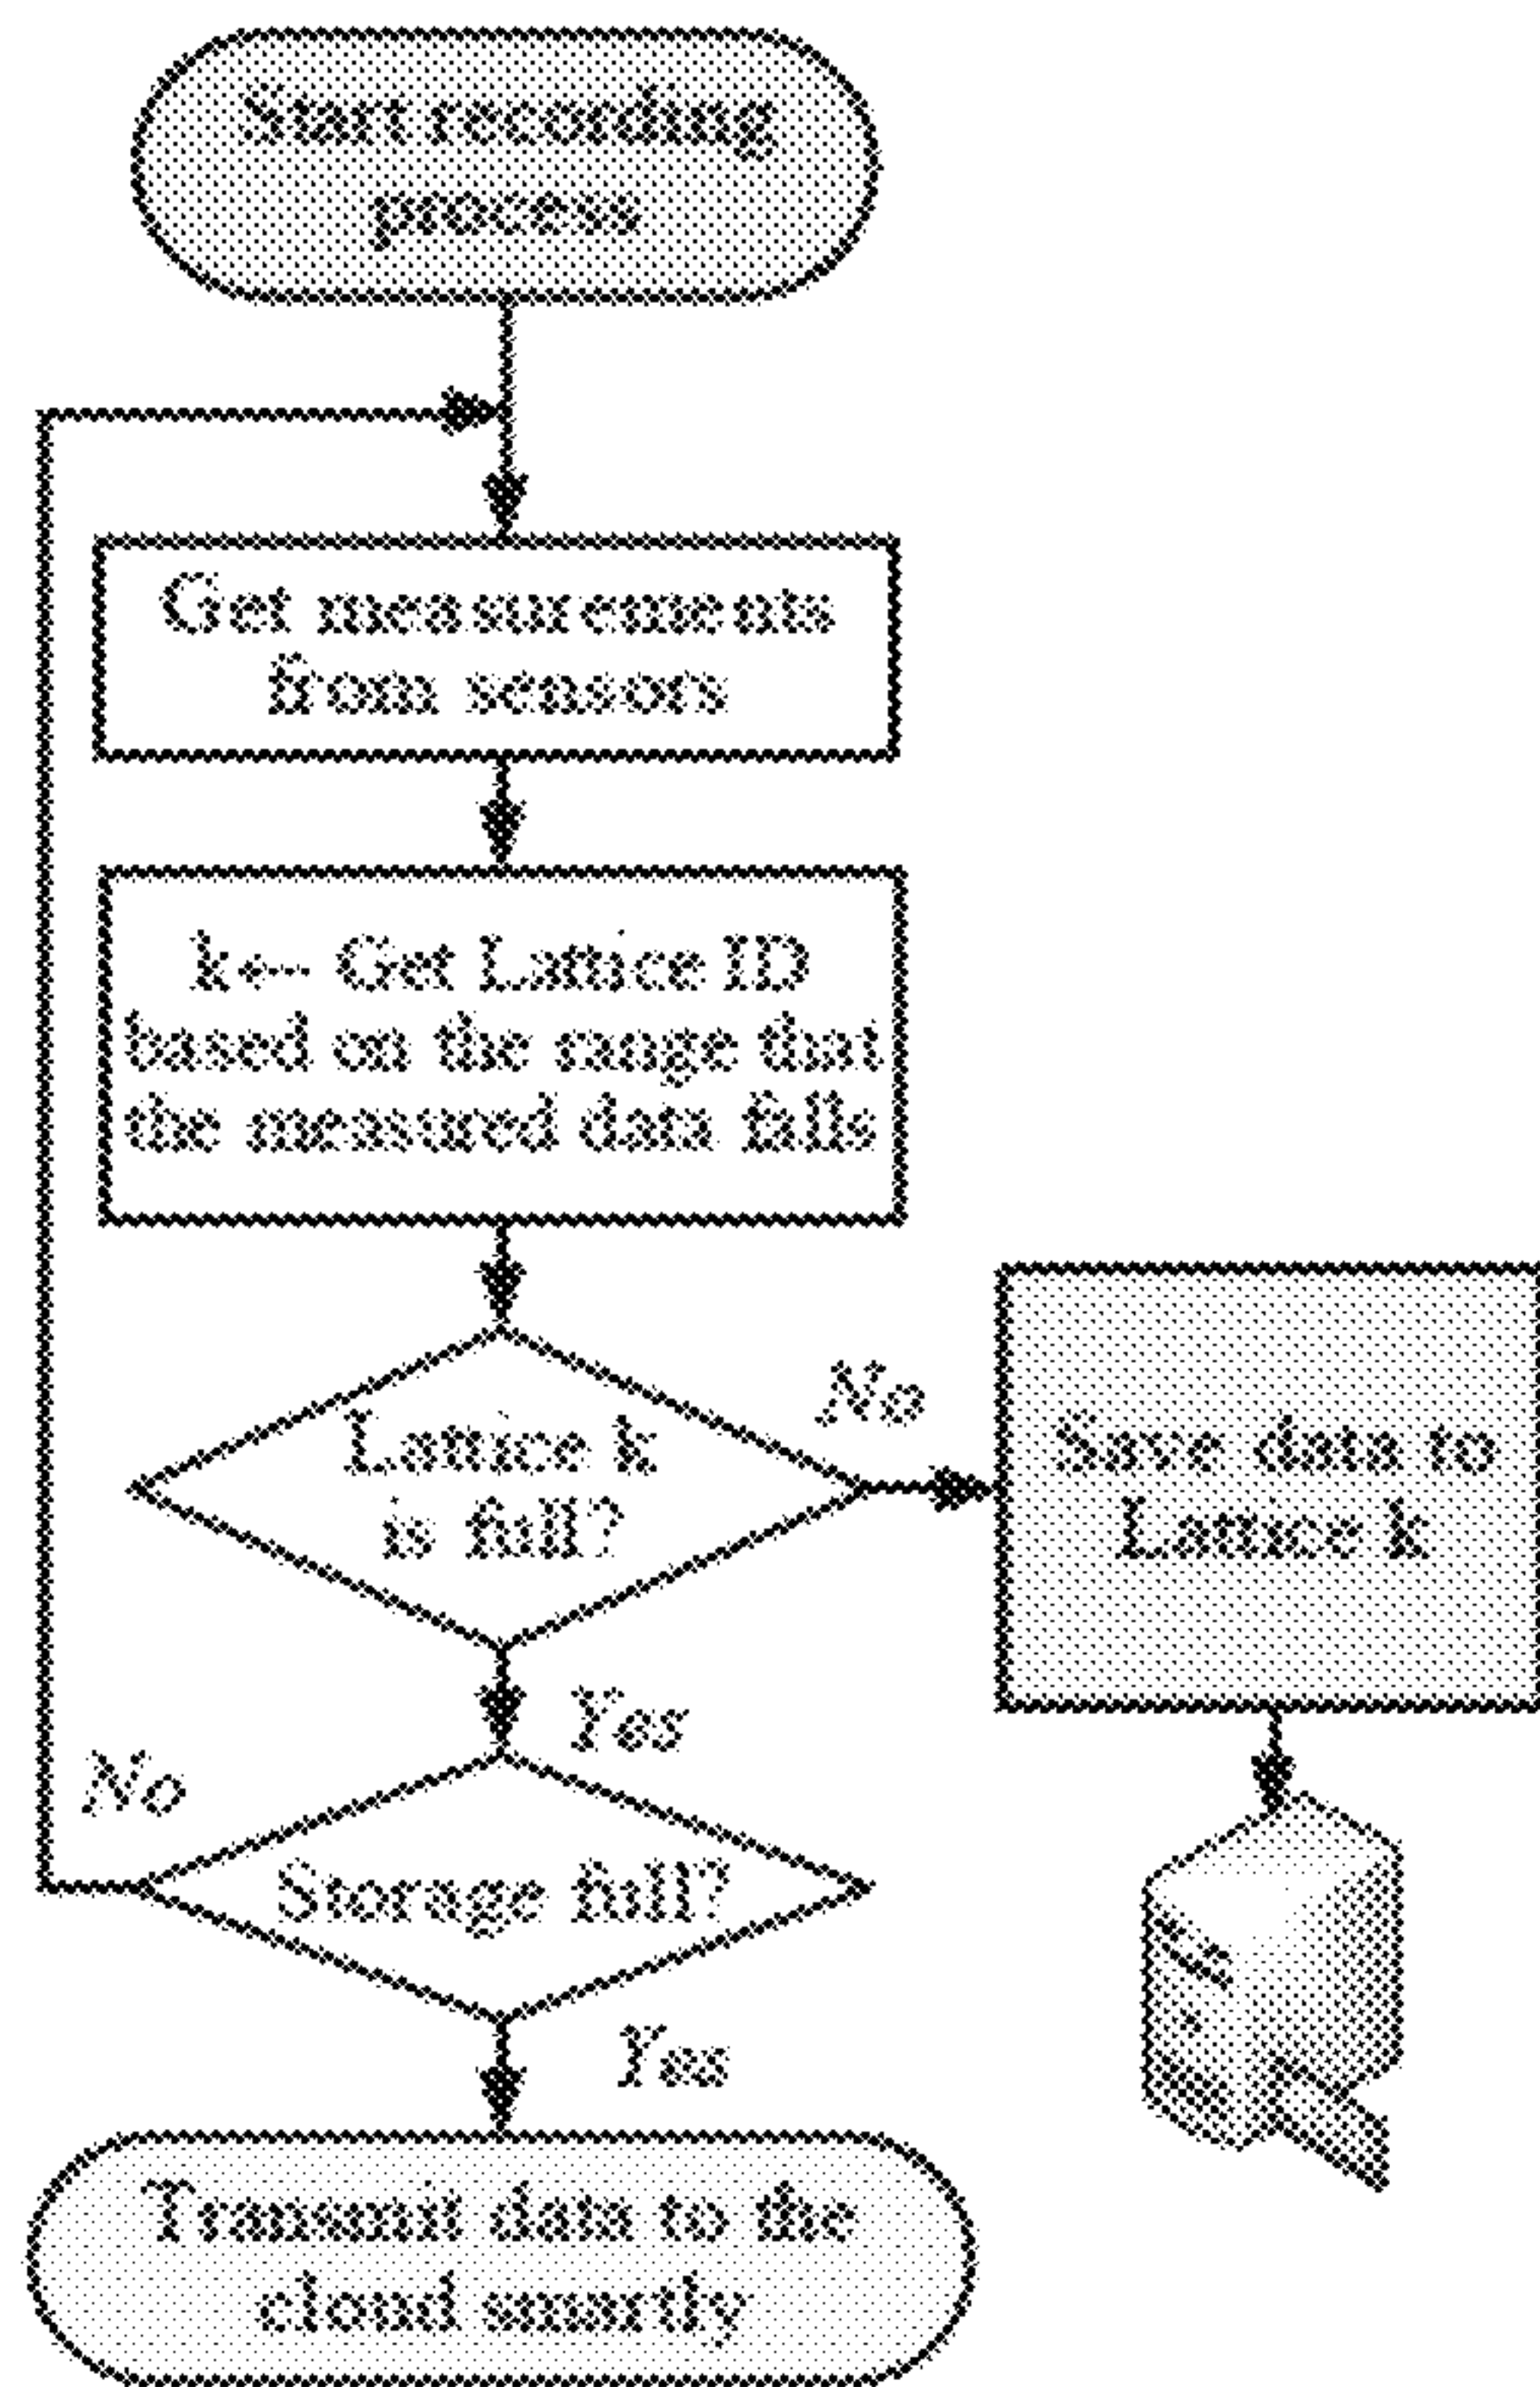 Start recording
process
Get measurements
from sensors
k← Get Lattice ID
based on the range that
the measured data falls
Lattice k
is full?
No
Save data to
Lattice k
Yes
No
Storage full?
Yes
Transmit data to the
cloud smartly